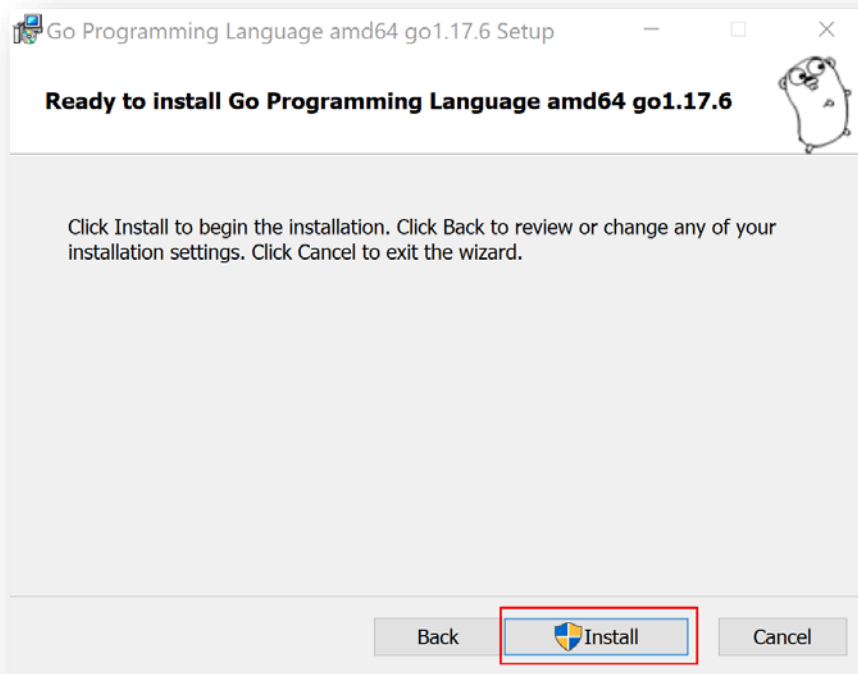 Go Programming Language amd64 go1.17.6 Setup
Ready to install Go Programming Language amd64 go1.17.6
Click Install to begin the installation. Click Back to review or change any of your
installation settings. Click Cancel to exit the wizard.
Back
Install
Cancel